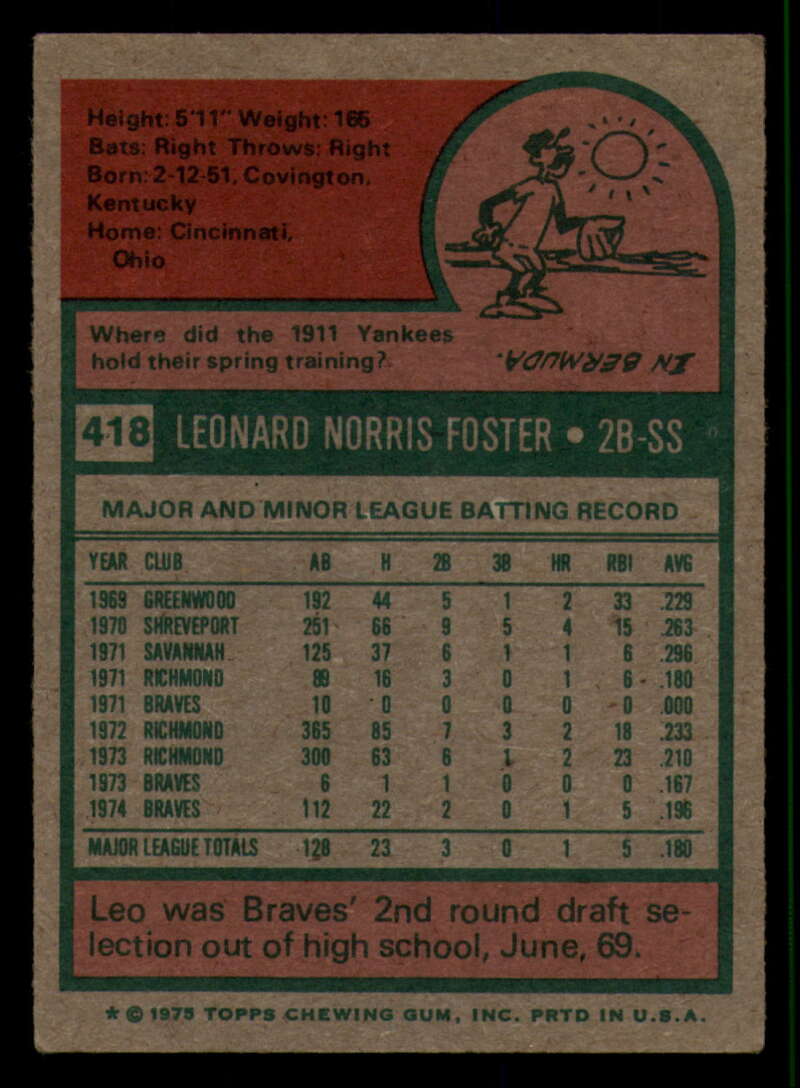 Height: 5'11" Weight: 165
Bats: Right Throws: Right
Born: 2-12-51, Covington,
Kentucky
Home: Cincinnati,
Ohio
Where did the 1911 Yankees
hold their spring training?
IN BERMUDA.
418 LEONARD NORRIS FOSTER • 2B-SS
MAJOR AND MINOR LEAGUE BATTING RECORD
YEAR CLUB AB H 2B 3B HR RBI AVG
1969 GREENWOOD 192 44 5 1 2 33 .229
1970 SHREVEPORT 251 66 9 5 4 15 .263
1971 SAVANNAH 125 37 6 1 1 6 .296
1971 RICHMOND 89 16 3 0 1 6 .180
1971 BRAVES 10 0 0 0 0 0 .000
1972 RICHMOND 365 85 7 3 2 18 .233
1973 RICHMOND 300 63 6 1 2 23 .210
1973 BRAVES 6 1 1 0 0 0 .167
1974 BRAVES 112 22 2 0 1 5 .196
MAJOR LEAGUE TOTALS 128 23 3 0 1 5 .180
Leo was Braves' 2nd round draft se-
lection out of high school, June, 69.
* © 1975 TOPPS CHEWING GUM, INC. PRTD IN U.S.A.